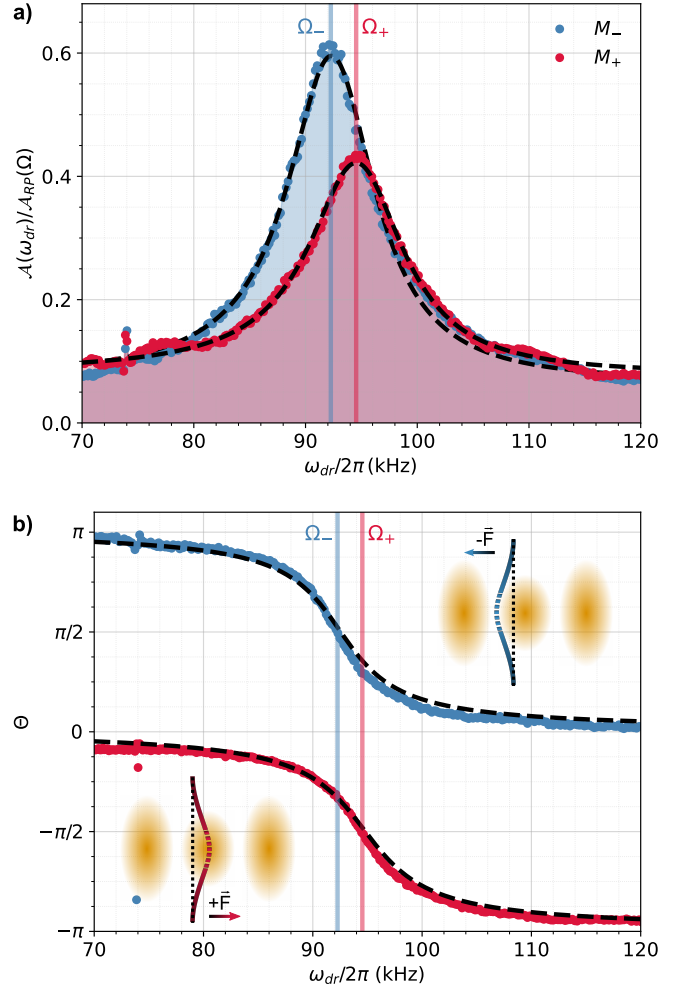 a)
Ω₋ Ω₊
M₋
M₊
0.6
0.4
0.2
0.0
𝒜(ω_dr)/𝒜_RP(Ω)
70 80 90 100 110 120
ω_dr/2π (kHz)
b)
Ω₋ Ω₊
-F⃗
π
π/2
0
−π/2
−π
Θ
+F⃗
70 80 90 100 110 120
ω_dr/2π (kHz)